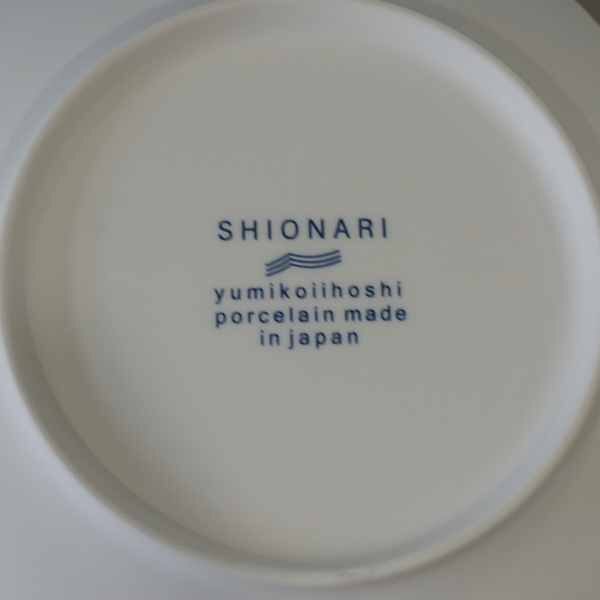 SHIONARI
yumikoiihoshi
porcelain made
in japan